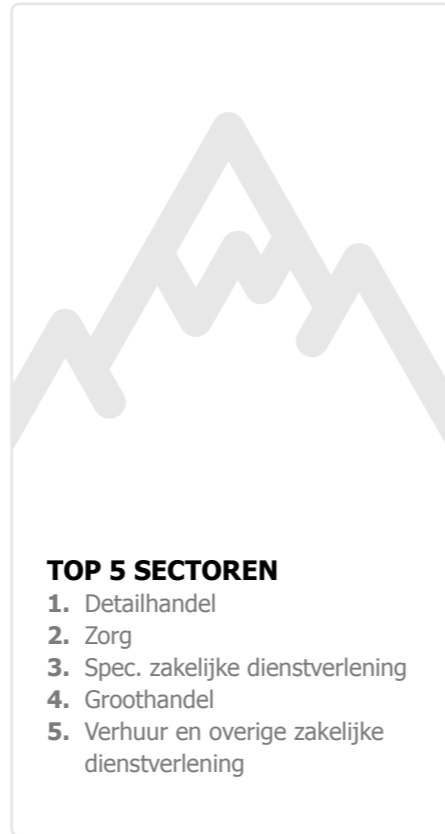 TOP 5 SECTOREN
1. Detailhandel
2. Zorg
3. Spec. zakelijke dienstverlening
4. Groothandel
5. Verhuur en overige zakelijke
dienstverlening